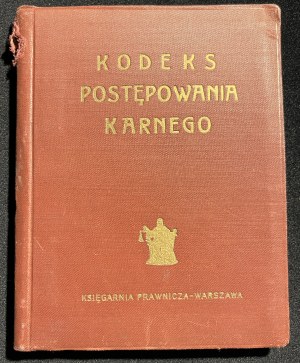 KODEKS
POSTĘPOWANIA
KARNEGO
KSIĘGARNIA PRAWNICZA-WARSZAWA